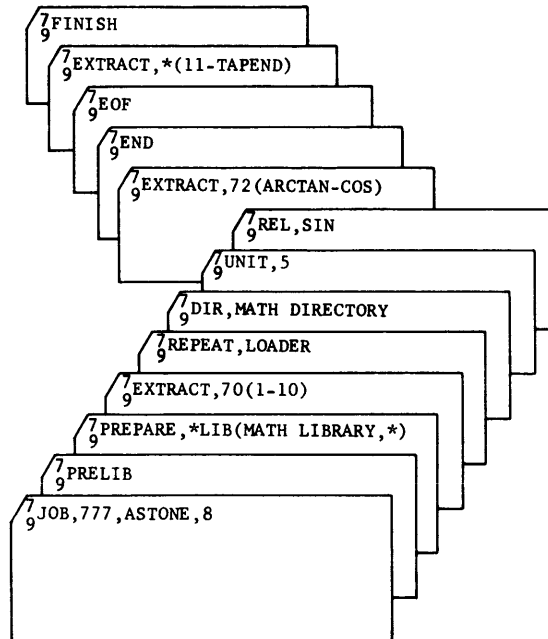 7
9FINISH
7
9EXTRACT,*(11-TAPEND)
7
9EOF
7
9END
7
9EXTRACT,72(ARCTAN-COS)
7
9REL,SIN
7
9UNIT,5
7
9DIR,MATH DIRECTORY
7
9REPEAT,LOADER
7
9EXTRACT,70(1-10)
7
9PREPARE,*LIB(MATH LIBRARY,*)
7
9PRELIB
7
9JOB,777,ASTONE,8